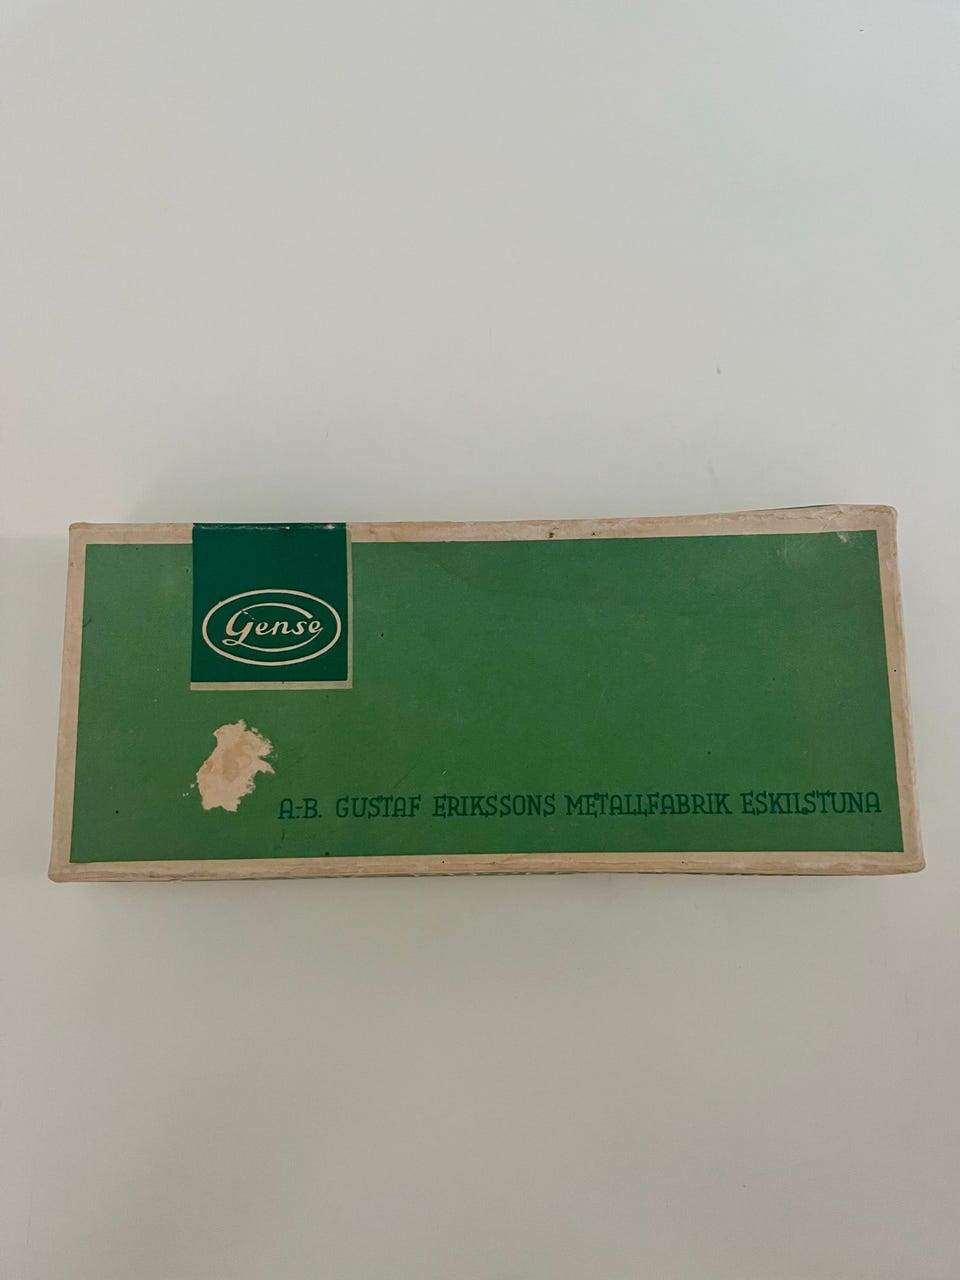 Gense
A.-B. GUSTAF ERIKSSONS METALLFABRIK ESKILSTUNA